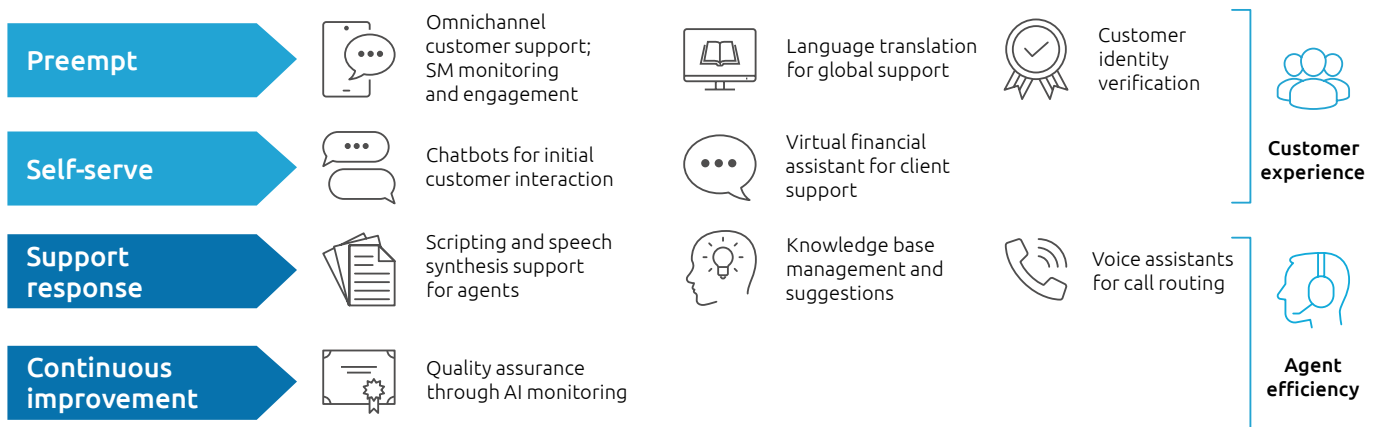 Preempt
Omnichannel
customer support;
SM monitoring
and engagement
Language translation
for global support
Customer
identity
verification
Self-serve
Chatbots for initial
customer interaction
Virtual financial
assistant for client
support
Customer
experience
Support
response
Scripting and speech
synthesis support
for agents
Knowledge base
management and
suggestions
Voice assistants
for call routing
Continuous
improvement
Quality assurance
through AI monitoring
Agent
efficiency